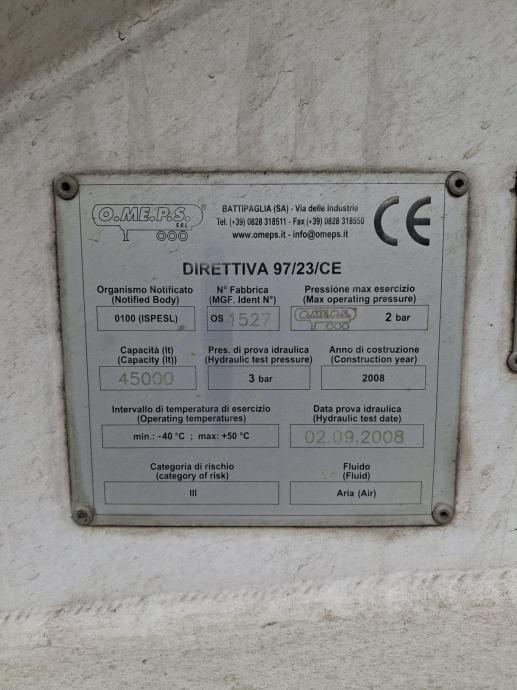 O.ME.P.S.®
S.R.L.
BATTIPAGLIA (SA) - Via delle Industrie
Tel. (+39) 0828 318511 - Fax (+39) 0828 318550
www.omeps.it - info@omeps.it
CE
DIRETTIVA 97/23/CE
Organismo Notificato
(Notified Body)
0100 (ISPESL)
N° Fabbrica
(MGF. Ident N°)
OS 1527
Pressione max esercizio
(Max operating pressure)
O.ME.P.S. 2 bar
Capacità (lt)
(Capacity (lt))
45000
Pres. di prova idraulica
(Hydraulic test pressure)
3 bar
Anno di costruzione
(Construction year)
2008
Intervallo di temperatura di esercizio
(Operating temperatures)
min.: -40 °C ; max: +50 °C
Data prova idraulica
(Hydraulic test date)
02.09.2008
Categoria di rischio
(category of risk)
III
Fluido
(Fluid)
Aria (Air)